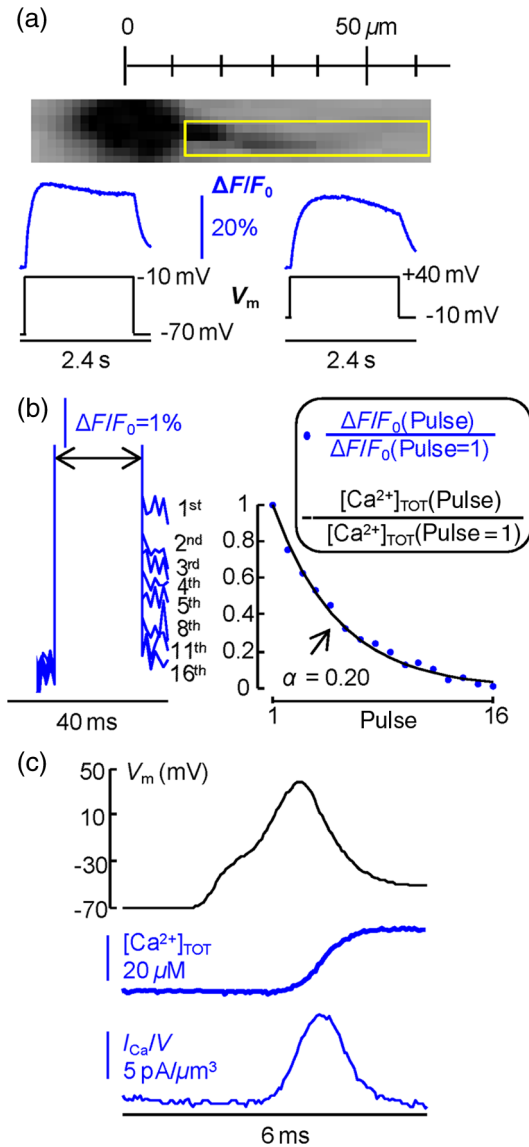 (a)
0
50 µm
ΔF/F₀
20%
-10 mV
Vₘ
-70 mV
2.4 s
+40 mV
-10 mV
2.4 s
(b)
ΔF/F₀=1%
1ˢᵗ
2ⁿᵈ
3ʳᵈ
4ᵗʰ
5ᵗʰ
8ᵗʰ
11ᵗʰ
16ᵗʰ
40 ms
ΔF/F₀(Pulse)
ΔF/F₀(Pulse=1)
[Ca²⁺]TOT(Pulse)
[Ca²⁺]TOT(Pulse = 1)
1
0.8
0.6
0.4
0.2
0
α = 0.20
1
Pulse
16
(c)
50
Vₘ (mV)
10
-30
-70
[Ca²⁺]TOT
20 µM
I_Ca/V
5 pA/µm³
6 ms